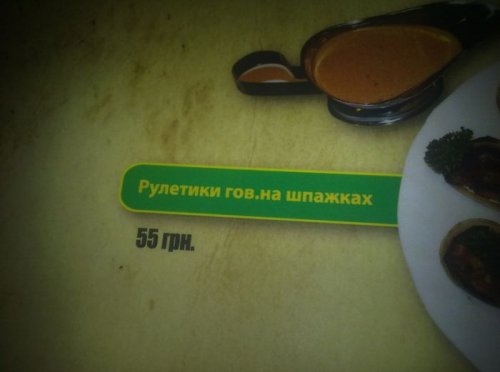 Рулетики гов.на шпажках
55 грн.